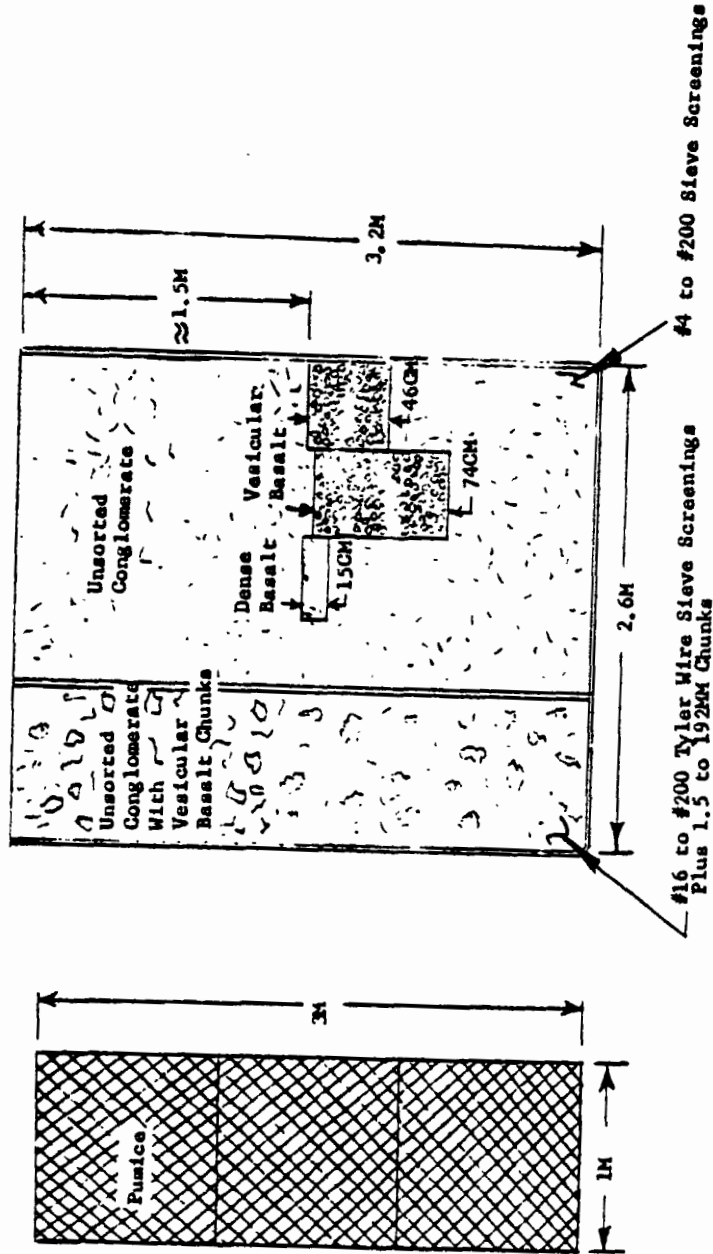 Pumice
3M
1M
Unsorted
Conglomerate
With
Vesicular
Basalt Chunks
Unsorted
Conglomerate
Dense
Basalt
Vesicular
Basalt
15CM
74CM
46CM
≈1.5M
3.2M
2.6M
#16 to #200 Tyler Wire Sieve Screenings
Plus 1.5 to 192MM Chunks
#4 to #200 Sieve Screenings